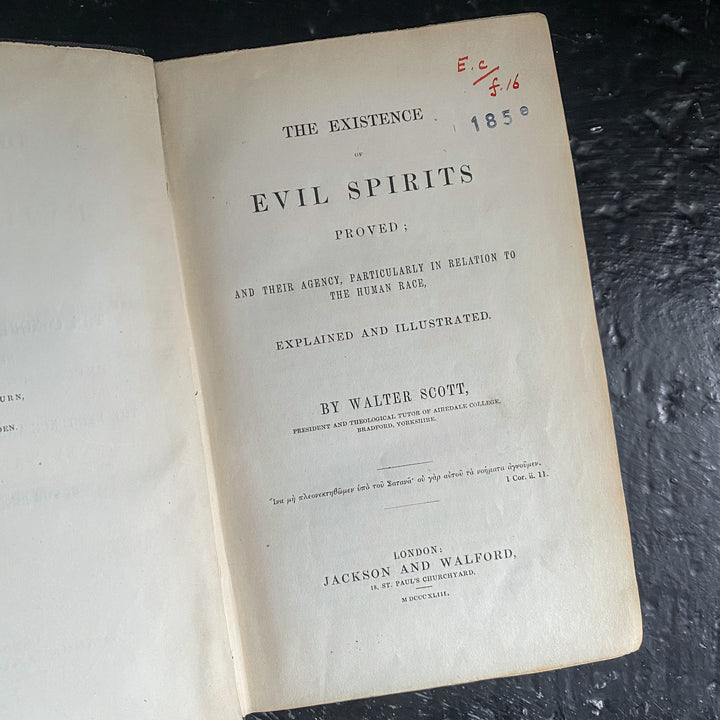 URN,
DEN.
E.c
f.16
185
THE EXISTENCE
OF
EVIL SPIRITS
PROVED;
AND THEIR AGENCY, PARTICULARLY IN RELATION TO
THE HUMAN RACE,
EXPLAINED AND ILLUSTRATED.
BY WALTER SCOTT,
PRESIDENT AND THEOLOGICAL TUTOR OF AIREDALE COLLEGE,
BRADFORD, YORKSHIRE.
Ἵνα μὴ πλεονεκτηθῶμεν ὑπὸ τοῦ Σατανᾶ· οὐ γὰρ αὐτοῦ τὰ νοήματα ἀγνοῦμεν.
1 Cor. ii. 11.
LONDON:
JACKSON AND WALFORD,
18, ST. PAUL'S CHURCHYARD.
MDCCCXLIII.